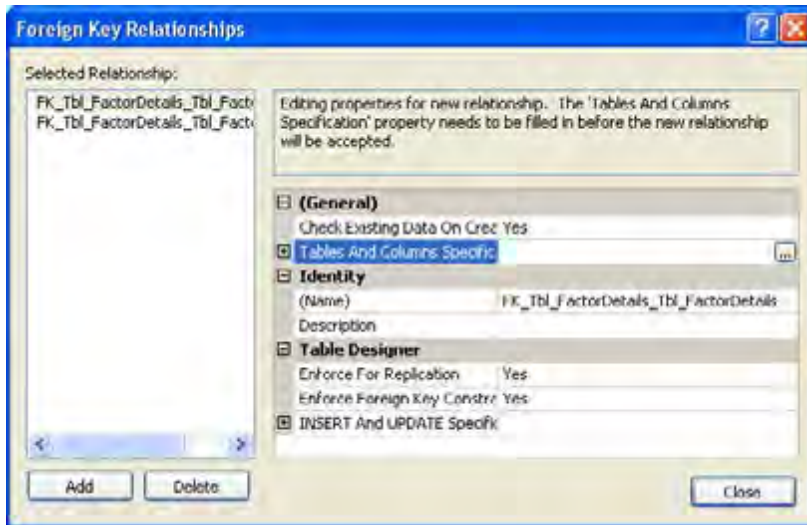 Foreign Key Relationships
Selected Relationship:
FK_Tbl_FactorDetails_Tbl_Facto
FK_Tbl_FactorDetails_Tbl_Facto
Editing properties for new relationship. The 'Tables And Columns
Specification' property needs to be filled in before the new relationship
will be accepted.
(General)
Check Existing Data On Creat Yes
Tables And Columns Specific ...
Identity
(Name) FK_Tbl_FactorDetails_Tbl_FactorDetails
Description
Table Designer
Enforce For Replication Yes
Enforce Foreign Key Constra Yes
INSERT And UPDATE Specifi
Add Delete
Close